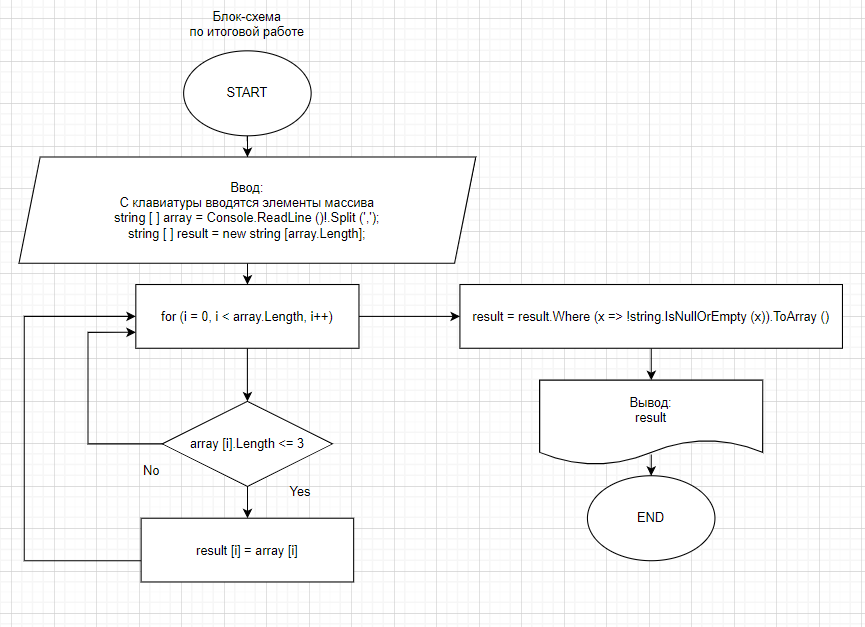 Блок-схема
по итоговой работе
START
Ввод:
С клавиатуры вводятся элементы массива
string [ ] array = Console.ReadLine ()!.Split (',');
string [ ] result = new string [array.Length];
for (i = 0, i < array.Length, i++)
result = result.Where (x => !string.IsNullOrEmpty (x)).ToArray ()
Вывод:
result
array [i].Length <= 3
No
Yes
END
result [i] = array [i]